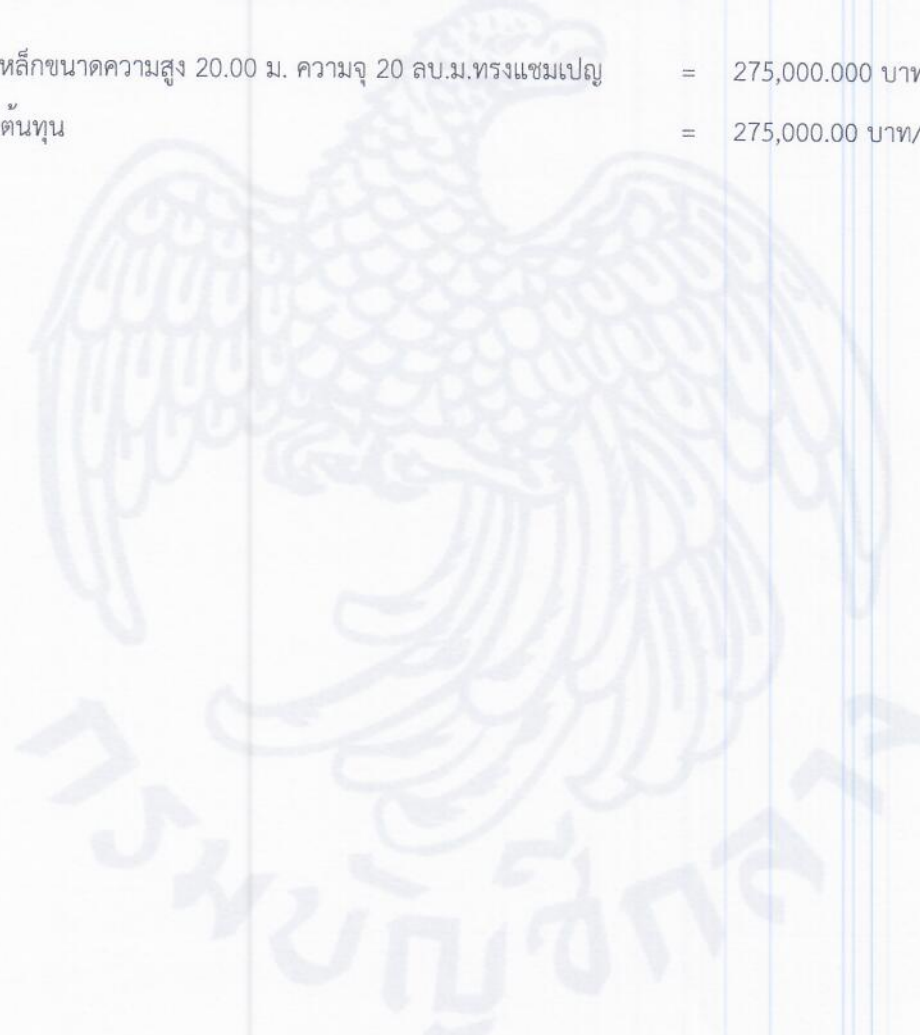 หล็กขนาดความสูง 20.00 ม. ความจุ 20 ลบ.ม.ทรงแชมเปญ = 275,000.000 บาท
ต้นทุน = 275,000.00 บาท/
กรมบัญชีกลาง